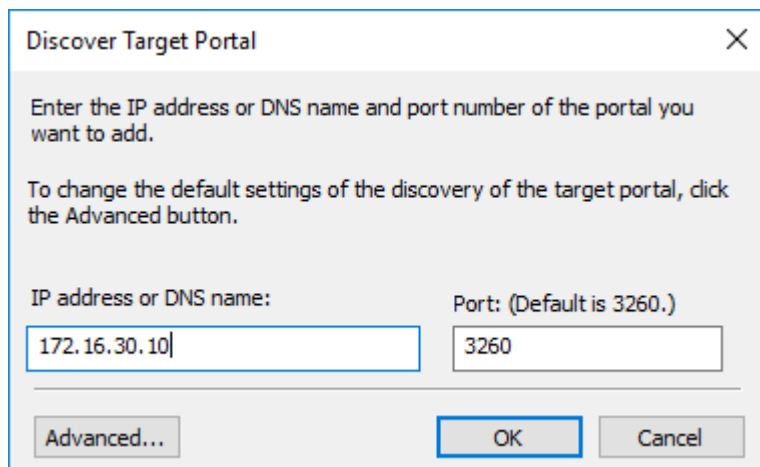 Discover Target Portal
Enter the IP address or DNS name and port number of the portal you
want to add.
To change the default settings of the discovery of the target portal, click
the Advanced button.
IP address or DNS name:
Port: (Default is 3260.)
172.16.30.10
3260
Advanced...
OK
Cancel